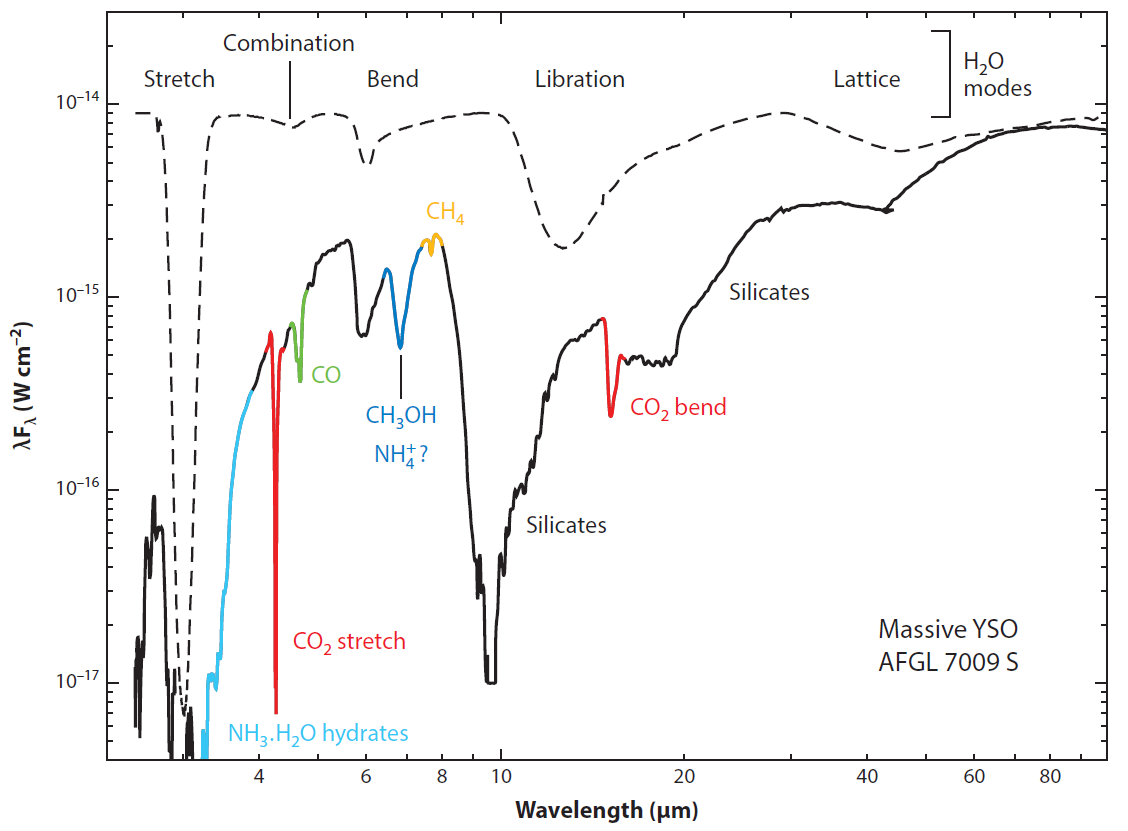 Combination
Stretch
Bend
Libration
Lattice
H₂O
modes
10⁻¹⁴
CH₄
10⁻¹⁵
Silicates
CO
CO₂ bend
CH₃OH
NH₄⁺?
λF_λ (W cm⁻²)
10⁻¹⁶
Silicates
Massive YSO
CO₂ stretch
AFGL 7009 S
10⁻¹⁷
NH₃.H₂O hydrates
4 6 8 10 20 40 60 80
Wavelength (μm)